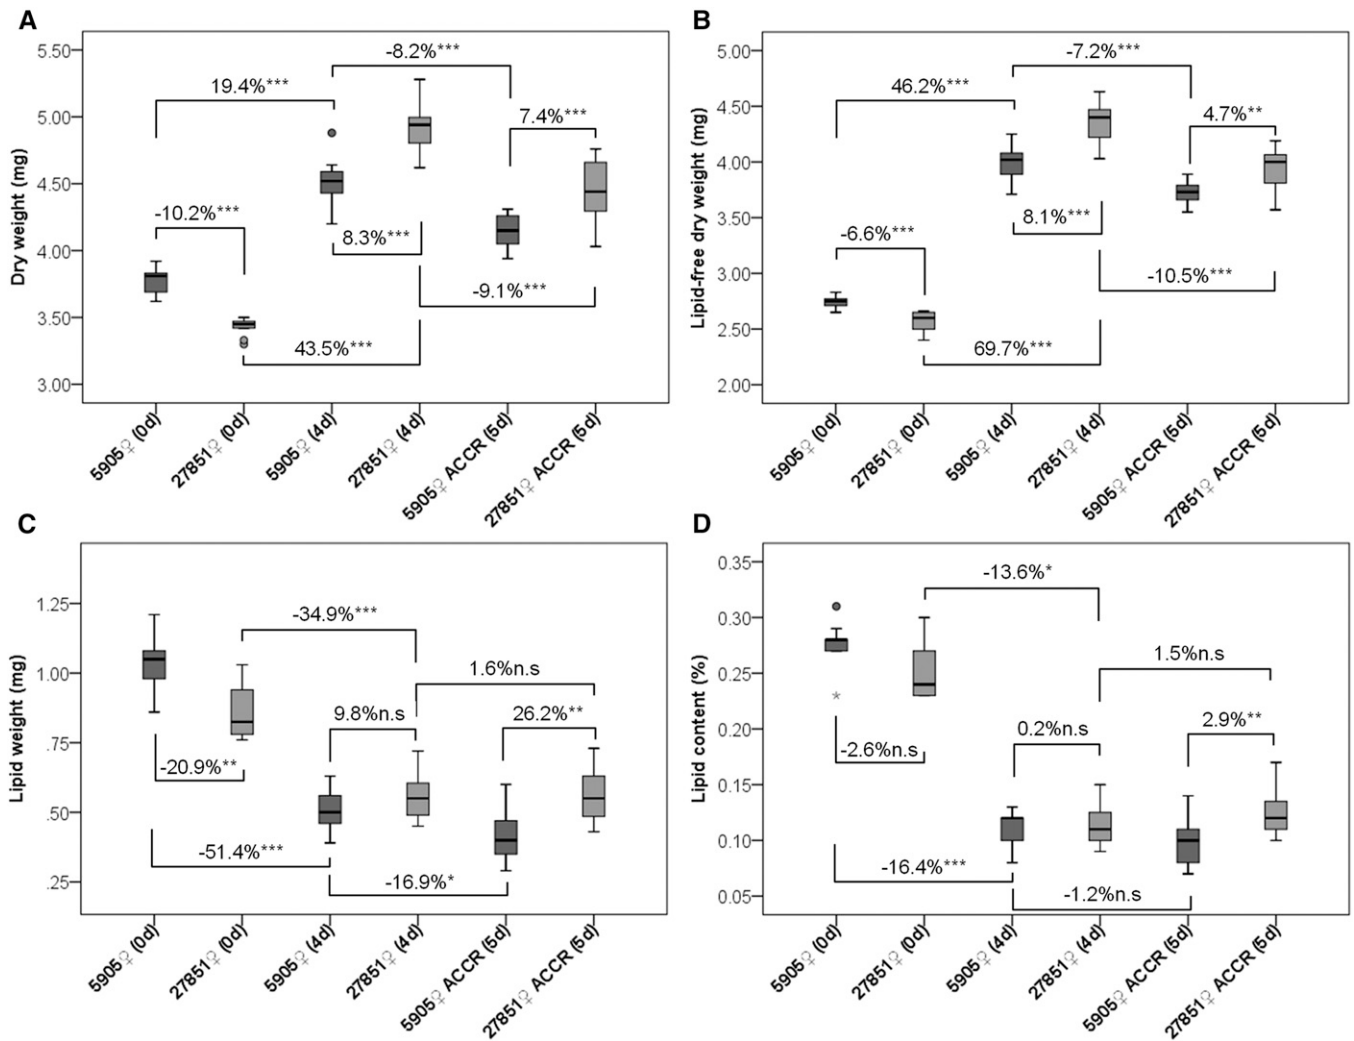 A
Dry weight (mg)
5.50
5.00
4.50
4.00
3.50
3.00
-8.2%***
19.4%***
7.4%***
-10.2%***
8.3%***
-9.1%***
43.5%***
5905♀ (0d)
27851♀ (0d)
5905♀ (4d)
27851♀ (4d)
5905♀ ACCR (5d)
27851♀ ACCR (5d)
B
Lipid-free dry weight (mg)
5.00
4.50
4.00
3.50
3.00
2.50
2.00
-7.2%***
46.2%***
4.7%**
8.1%***
-6.6%***
-10.5%***
69.7%***
5905♀ (0d)
27851♀ (0d)
5905♀ (4d)
27851♀ (4d)
5905♀ ACCR (5d)
27851♀ ACCR (5d)
C
Lipid weight (mg)
1.25
1.00
.75
.50
.25
-34.9%***
1.6%n.s
9.8%n.s
26.2%**
-20.9%**
-51.4%***
-16.9%*
5905♀ (0d)
27851♀ (0d)
5905♀ (4d)
27851♀ (4d)
5905♀ ACCR (5d)
27851♀ ACCR (5d)
D
Lipid content (%)
0.35
0.30
0.25
0.20
0.15
0.10
0.05
-13.6%*
1.5%n.s
2.9%**
0.2%n.s
-2.6%n.s
-16.4%***
-1.2%n.s
5905♀ (0d)
27851♀ (0d)
5905♀ (4d)
27851♀ (4d)
5905♀ ACCR (5d)
27851♀ ACCR (5d)